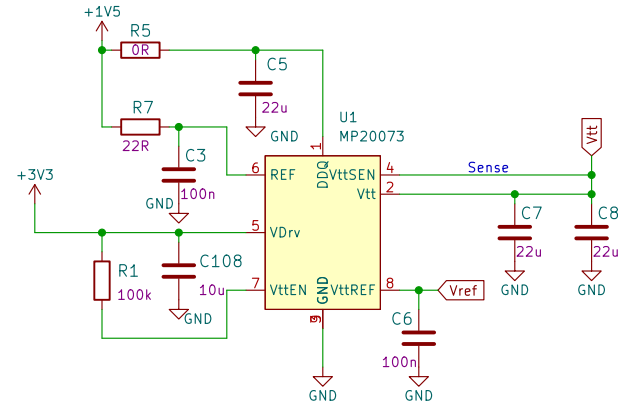 +1V5
R5
0R
C5
22u
GND
U1
MP20073
R7
22R
C3
100n
GND
+3V3
1
DDQ
6
REF
VttSEN
4
Sense
Vtt
Vtt
2
C7
22u
GND
C8
22u
GND
5
VDrv
R1
100k
C108
10u
GND
7
VttEN
GND
VttREF
8
Vref
C6
100n
GND
GND